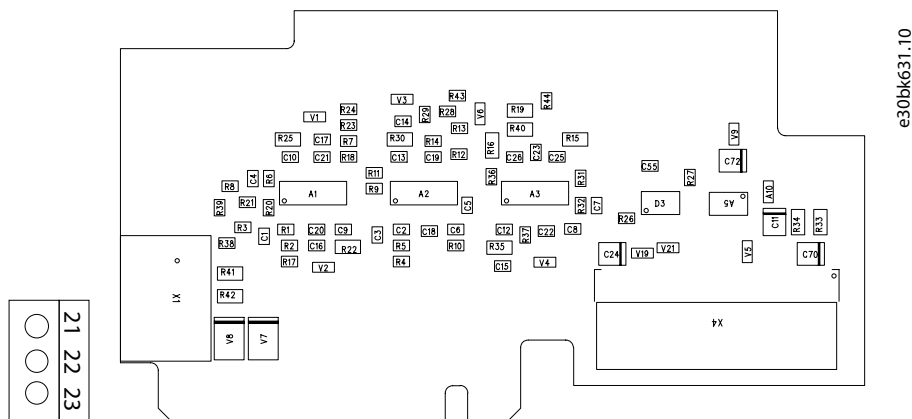 e30bk631.10
R43
V3
R44
R24
R29
R28
V6
R19
V1
C14
R23
R13
R40
R25
C17
R7
R30
R14
R16
R15
V9
C10
C21
R18
C13
C19
R12
C26
C23
C25
C72
C55
R11
R36
R31
R27
C4
R6
R8
R9
A1
A2
A3
D3
A5
A10
R39
R21
R20
C5
R32
C7
R26
C11
R34
R33
R3
C1
R1
C20
C9
C3
C2
C18
C6
C12
R37
C22
C8
R38
R2
C16
R22
R5
R10
R35
C24
V19
V21
V5
C70
R17
V2
R4
C15
V4
R41
X1
R42
X4
V8
V7
21
22
23